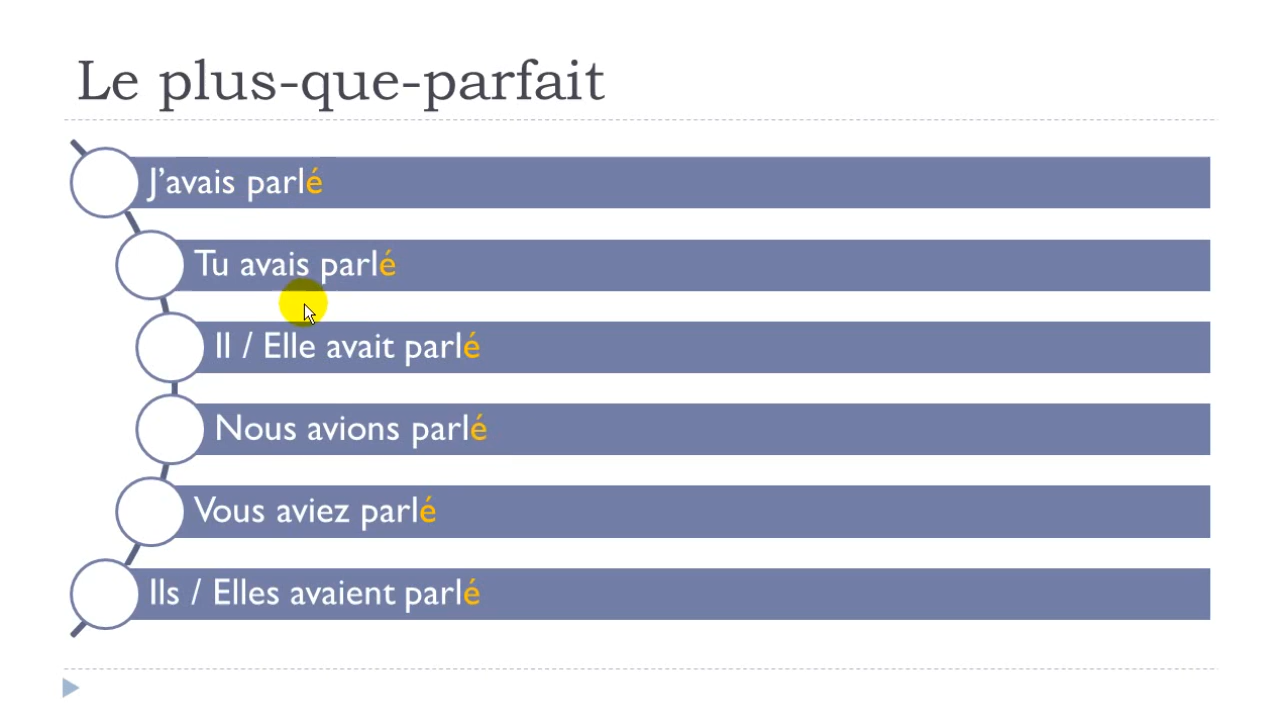 Le plus-que-parfait
J’avais parlé
Tu avais parlé
Il / Elle avait parlé
Nous avions parlé
Vous aviez parlé
Ils / Elles avaient parlé